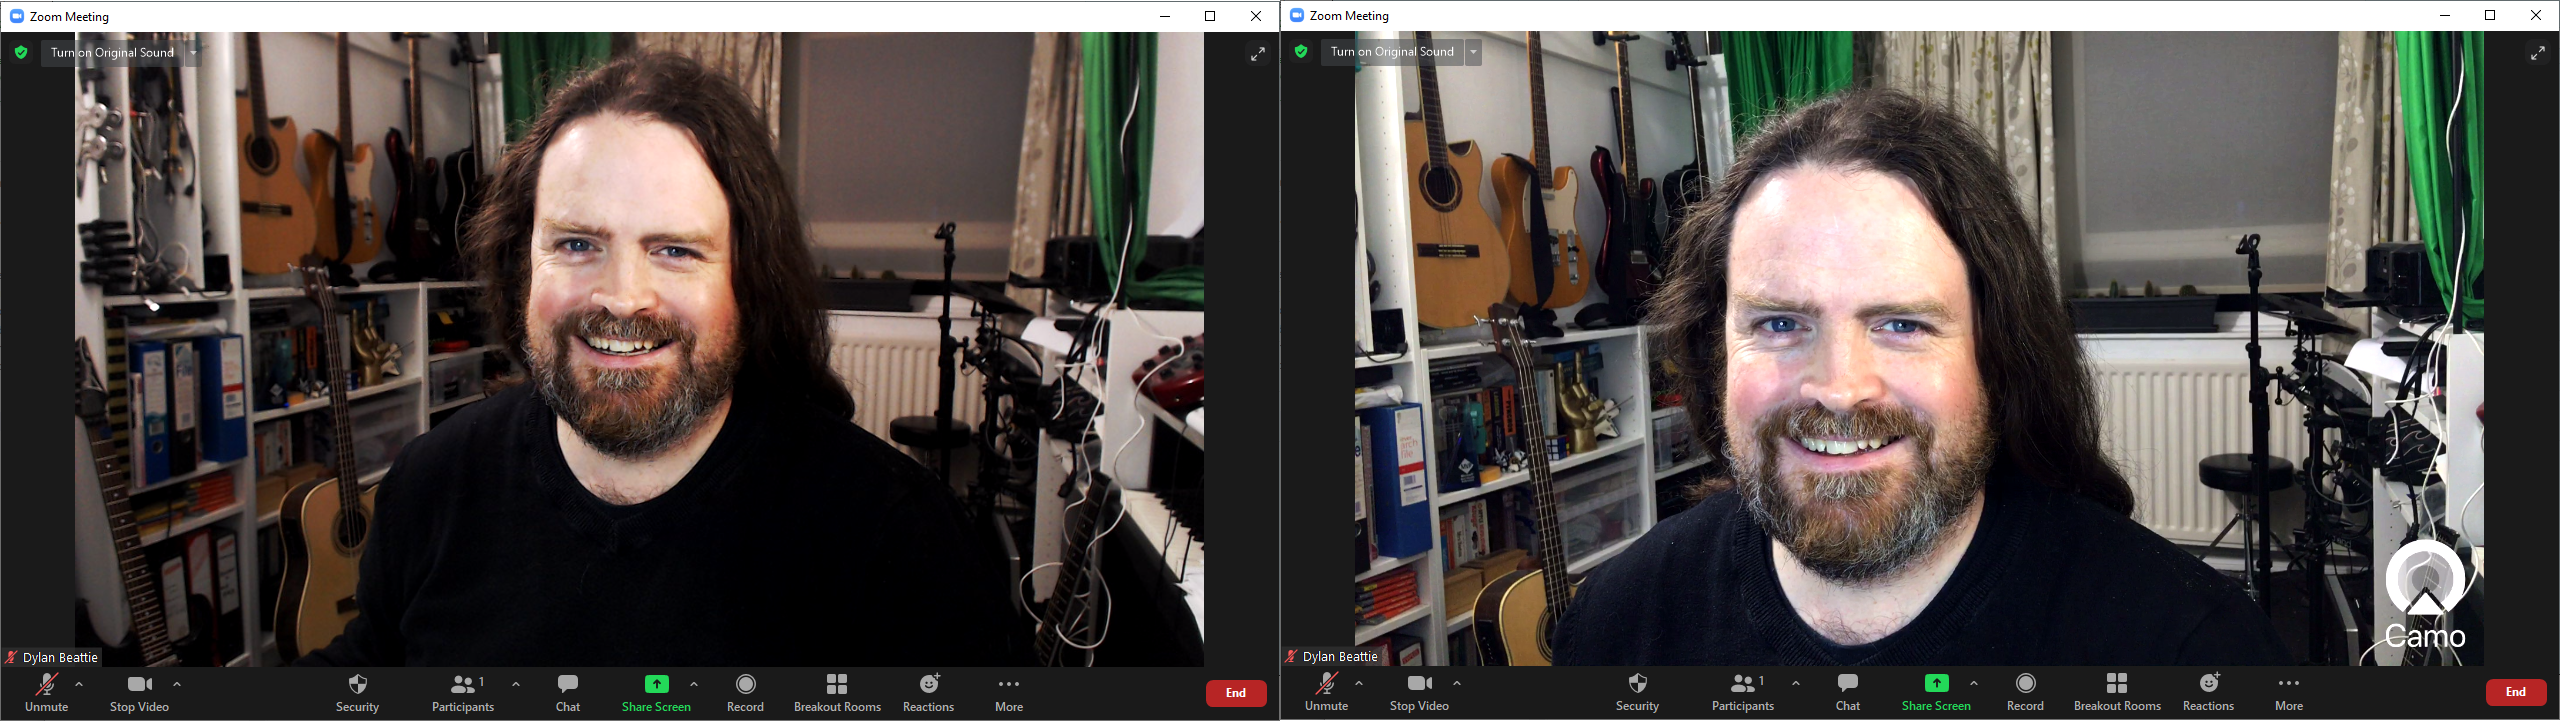 Zoom Meeting
Turn on Original Sound
Dylan Beattie
Unmute
Stop Video
Security
1
Participants
Chat
Share Screen
Record
Breakout Rooms
Reactions
More
End
Zoom Meeting
Turn on Original Sound
Camo
Dylan Beattie
Unmute
Stop Video
Security
1
Participants
Chat
Share Screen
Record
Breakout Rooms
Reactions
More
End